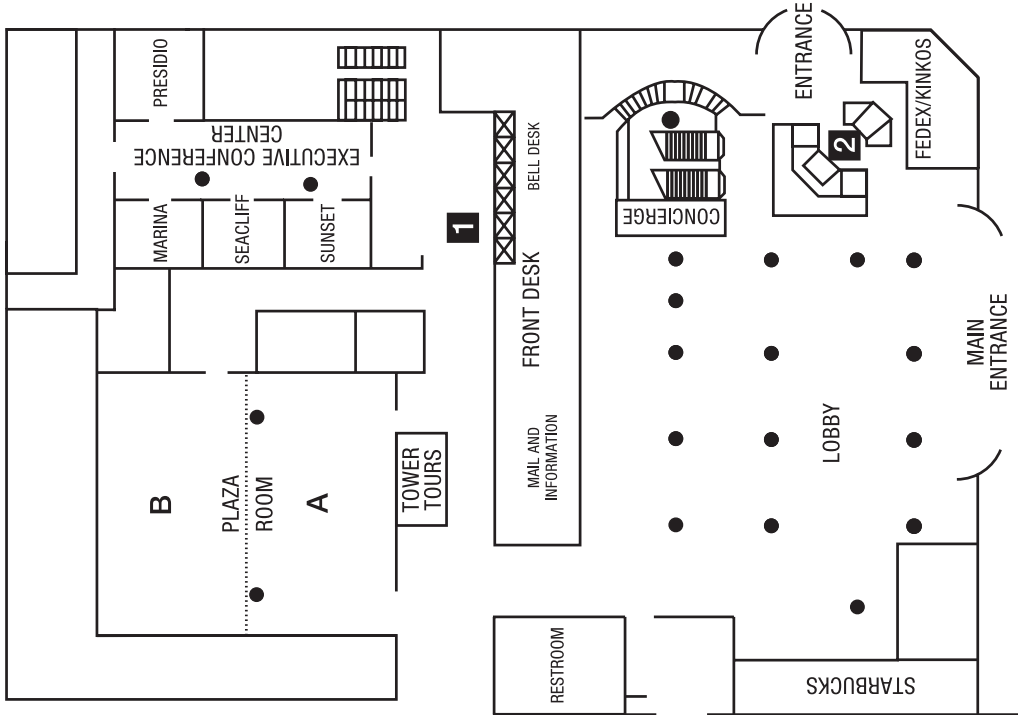 PRESIDIO
EXECUTIVE CONFERENCE
CENTER
MARINA
SEACLIFF
SUNSET
B
PLAZA
ROOM
A
TOWER
TOURS
1
BELL DESK
FRONT DESK
MAIL AND
INFORMATION
RESTROOM
CONCIERGE
ENTRANCE
2
FEDEX/KINKOS
LOBBY
MAIN
ENTRANCE
STARBUCKS